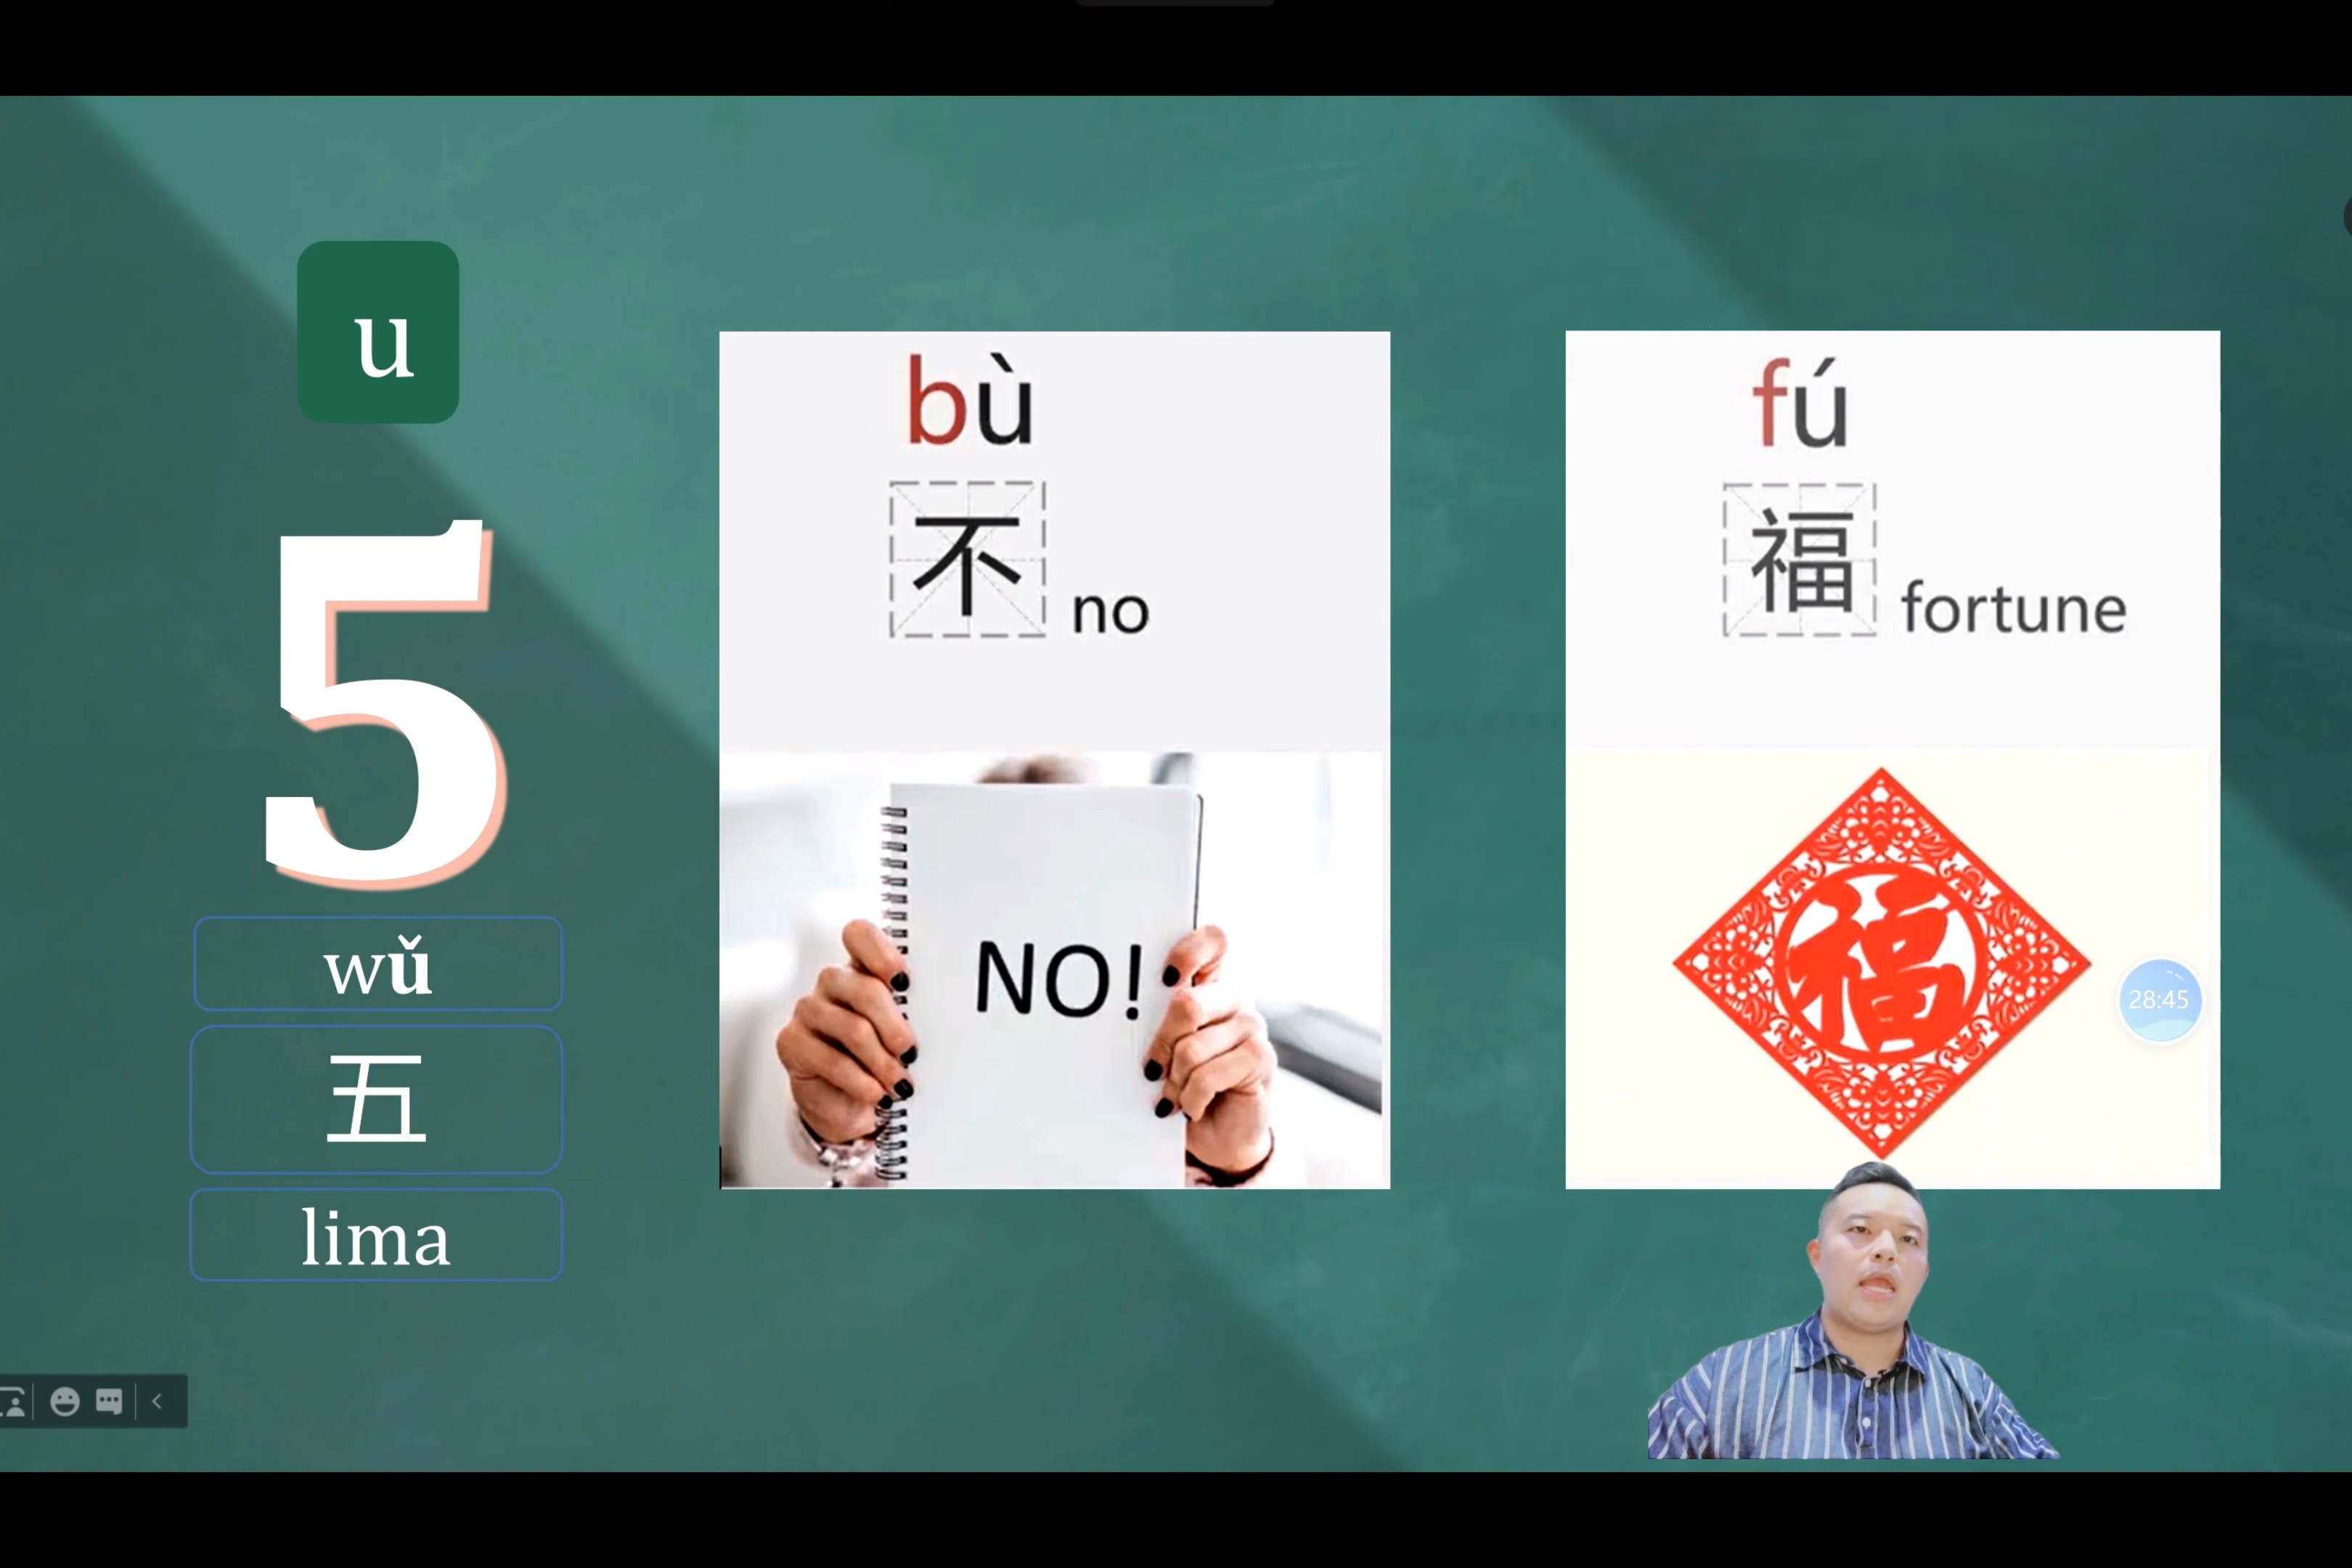 u
5
wǔ
五
lima
bù
不 no
NO!
fú
福 fortune
福
28:45